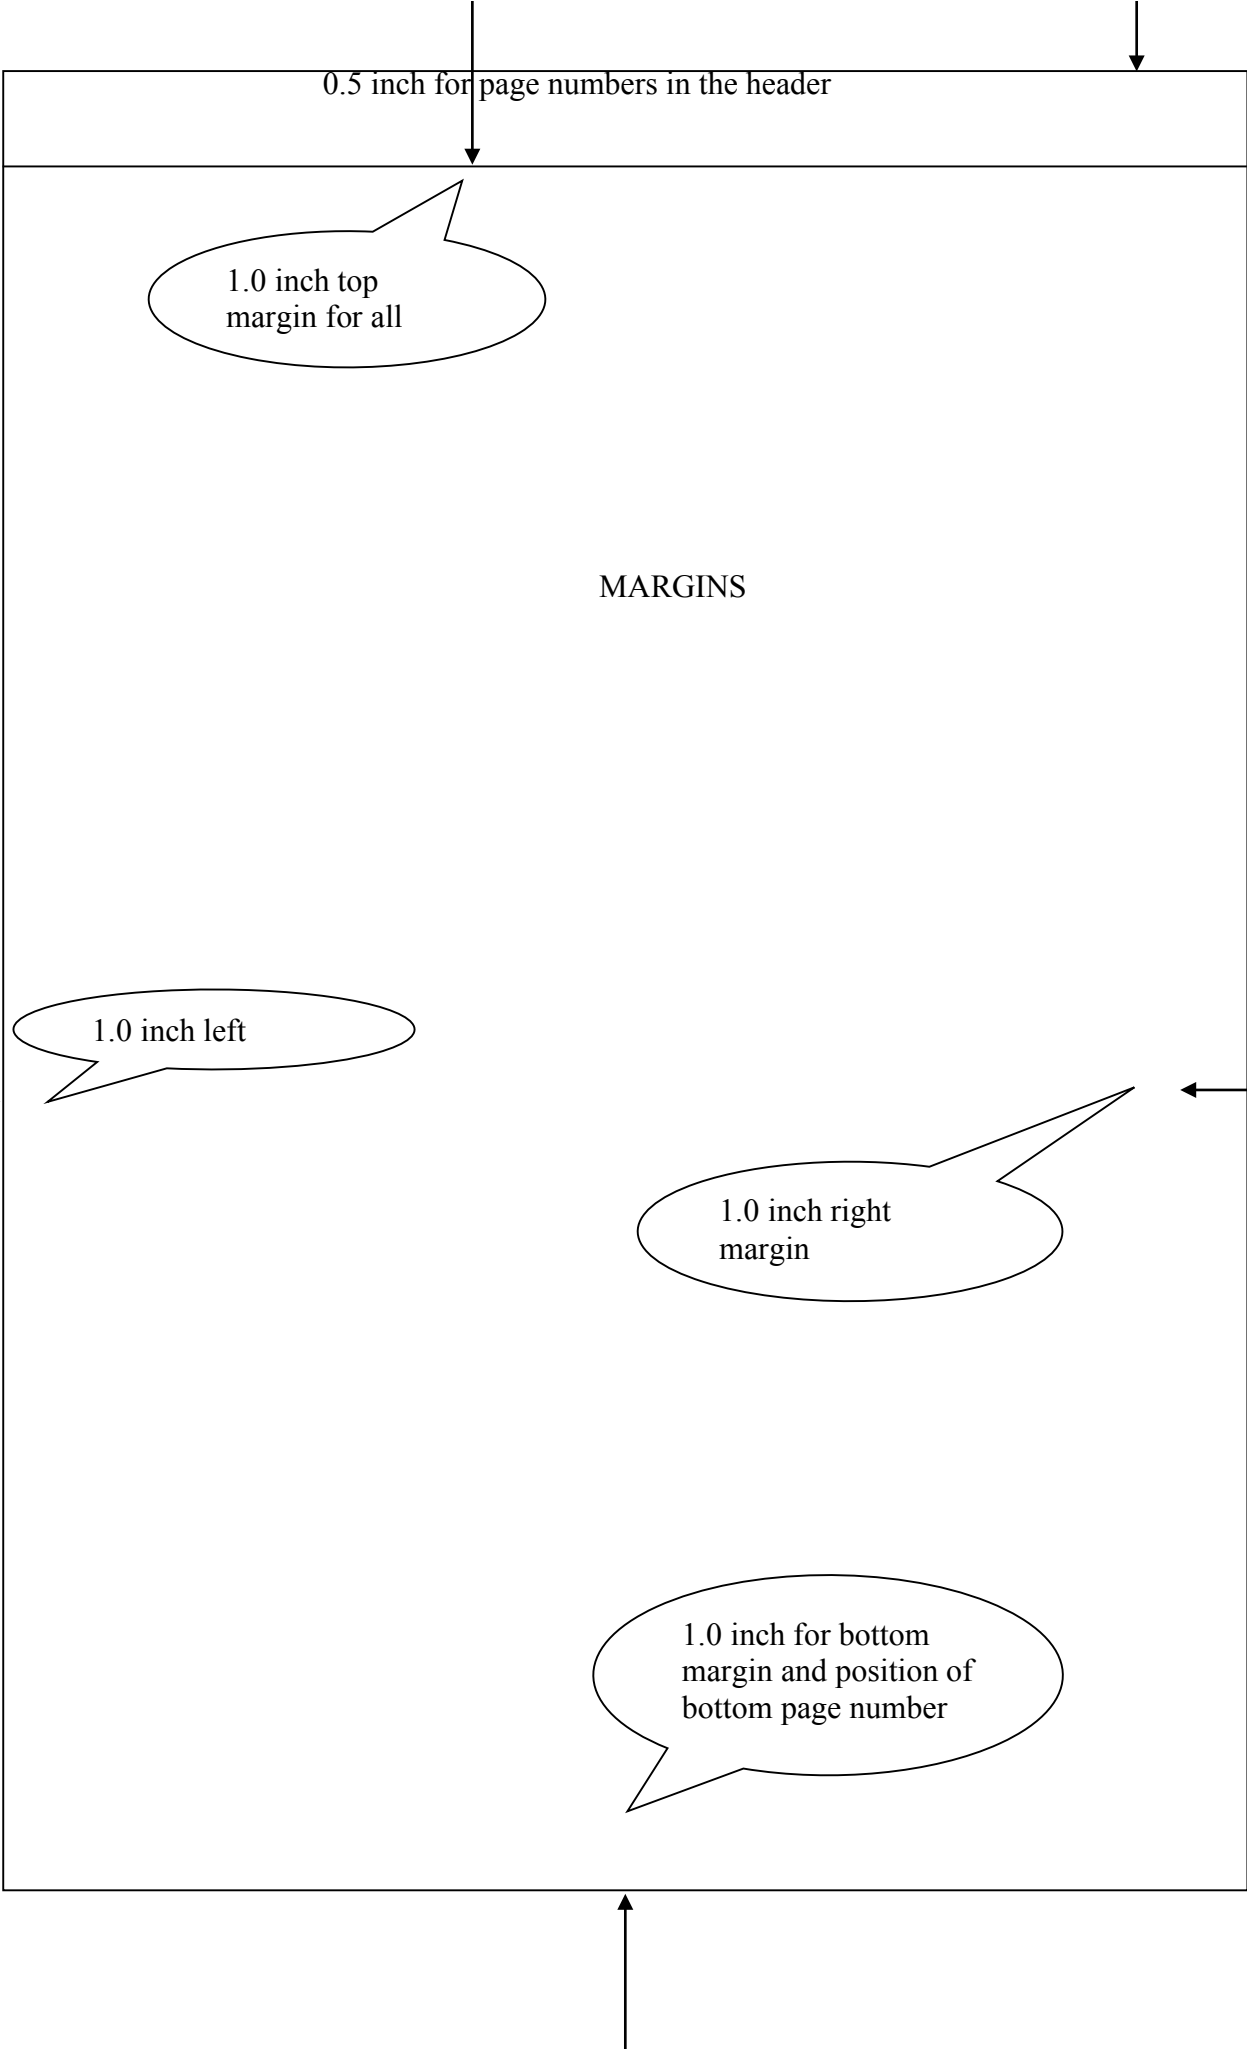 0.5 inch for page numbers in the header
1.0 inch top
margin for all
MARGINS
1.0 inch left
1.0 inch right
margin
1.0 inch for bottom
margin and position of
bottom page number